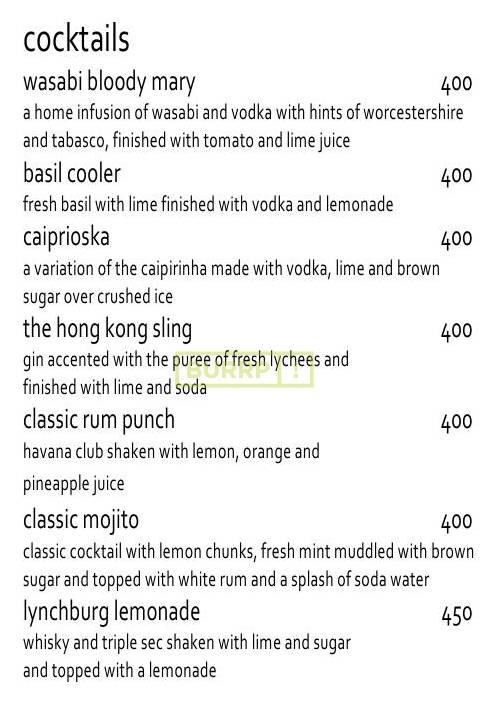 cocktails
wasabi bloody mary 400
a home infusion of wasabi and vodka with hints of worcestershire
and tabasco, finished with tomato and lime juice
basil cooler 400
fresh basil with lime finished with vodka and lemonade
caiprioska 400
a variation of the caipirinha made with vodka, lime and brown
sugar over crushed ice
the hong kong sling 400
gin accented with the puree of fresh lychees and
BURRP!
finished with lime and soda
classic rum punch 400
havana club shaken with lemon, orange and
pineapple juice
classic mojito 400
classic cocktail with lemon chunks, fresh mint muddled with brown
sugar and topped with white rum and a splash of soda water
lynchburg lemonade 450
whisky and triple sec shaken with lime and sugar
and topped with a lemonade